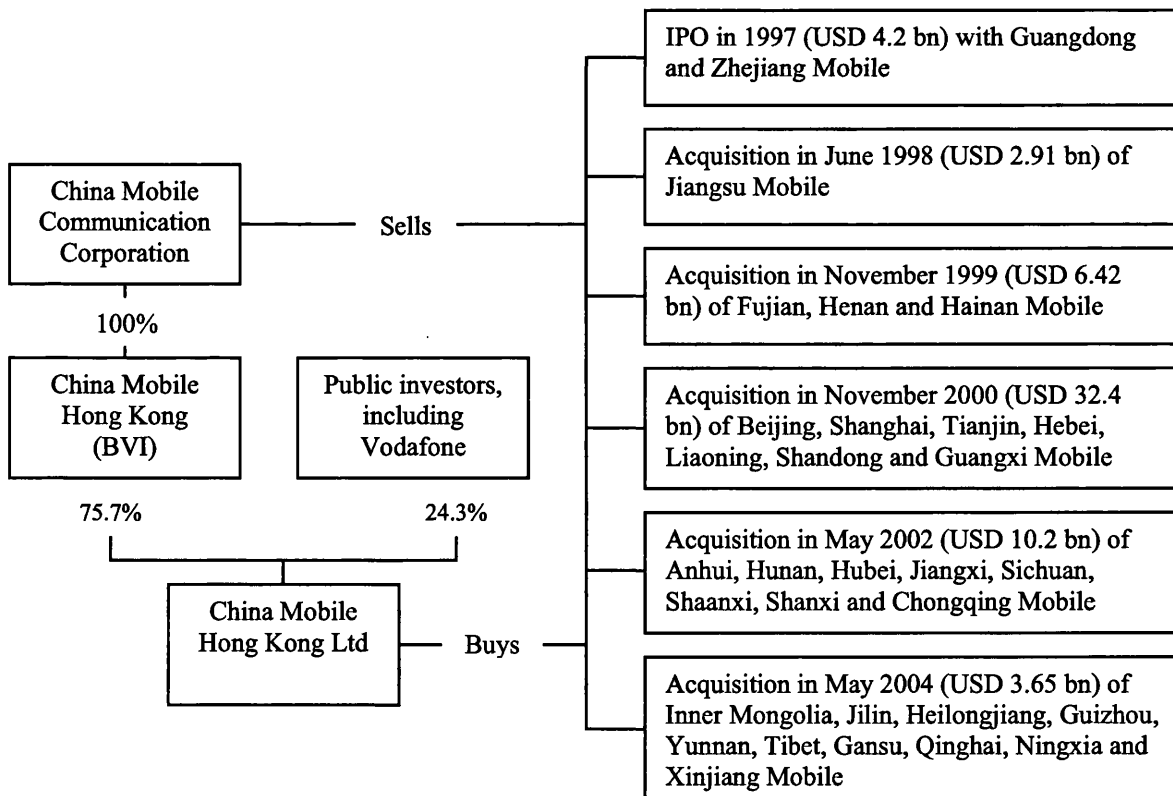 China Mobile
Communication
Corporation
100%
China Mobile
Hong Kong
(BVI)
75.7%
Public investors,
including
Vodafone
24.3%
China Mobile
Hong Kong Ltd
Sells
Buys
IPO in 1997 (USD 4.2 bn) with Guangdong
and Zhejiang Mobile
Acquisition in June 1998 (USD 2.91 bn) of
Jiangsu Mobile
Acquisition in November 1999 (USD 6.42
bn) of Fujian, Henan and Hainan Mobile
Acquisition in November 2000 (USD 32.4
bn) of Beijing, Shanghai, Tianjin, Hebei,
Liaoning, Shandong and Guangxi Mobile
Acquisition in May 2002 (USD 10.2 bn) of
Anhui, Hunan, Hubei, Jiangxi, Sichuan,
Shaanxi, Shanxi and Chongqing Mobile
Acquisition in May 2004 (USD 3.65 bn) of
Inner Mongolia, Jilin, Heilongjiang, Guizhou,
Yunnan, Tibet, Gansu, Qinghai, Ningxia and
Xinjiang Mobile